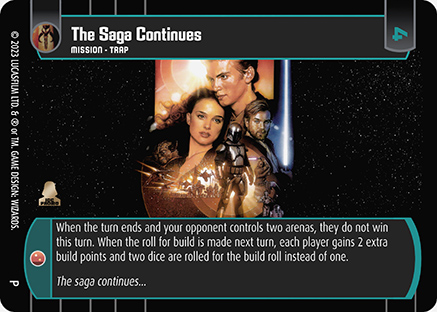 The Saga Continues
MISSION - TRAP
4
© 2023 LUCASFILM LTD. & ® or TM. GAME DESIGN: WIZARDS.
P
When the turn ends and your opponent controls two arenas, they do not win
this turn. When the roll for build is made next turn, each player gains 2 extra
build points and two dice are rolled for the build roll instead of one.
The saga continues...